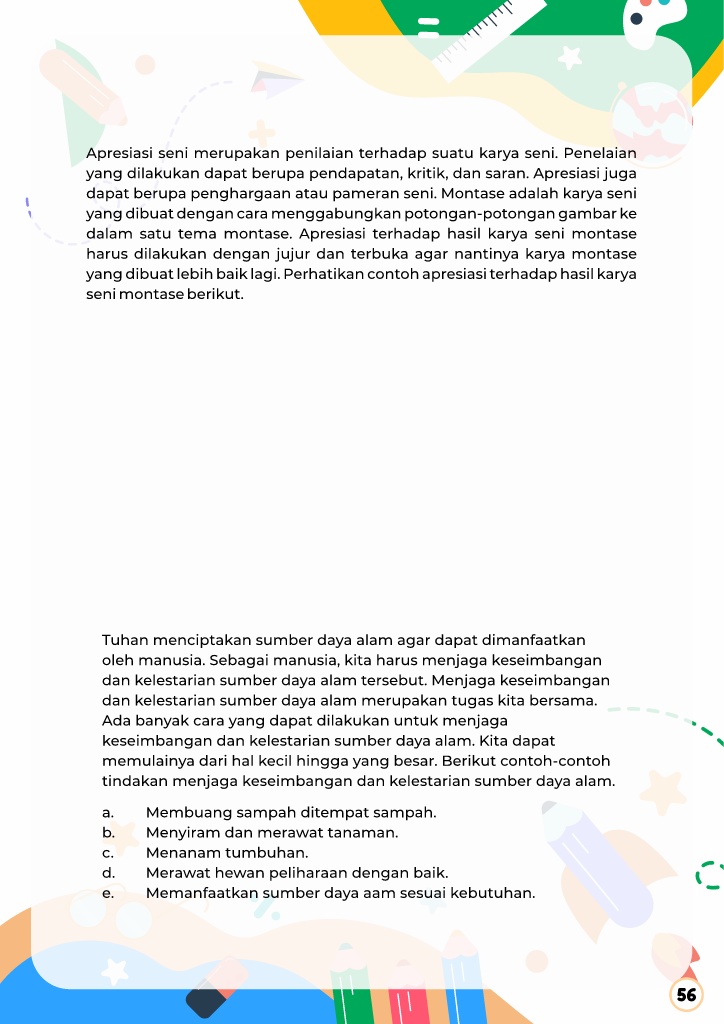 Apresiasi seni merupakan penilaian terhadap suatu karya seni. Penelaian
yang dilakukan dapat berupa pendapatan, kritik, dan saran. Apresiasi juga
dapat berupa penghargaan atau pameran seni. Montase adalah karya seni
yang dibuat dengan cara menggabungkan potongan-potongan gambar ke
dalam satu tema montase. Apresiasi terhadap hasil karya seni montase
harus dilakukan dengan jujur dan terbuka agar nantinya karya montase
yang dibuat lebih baik lagi. Perhatikan contoh apresiasi terhadap hasil karya
seni montase berikut.
Tuhan menciptakan sumber daya alam agar dapat dimanfaatkan
oleh manusia. Sebagai manusia, kita harus menjaga keseimbangan
dan kelestarian sumber daya alam tersebut. Menjaga keseimbangan
dan kelestarian sumber daya alam merupakan tugas kita bersama.
Ada banyak cara yang dapat dilakukan untuk menjaga
keseimbangan dan kelestarian sumber daya alam. Kita dapat
memulainya dari hal kecil hingga yang besar. Berikut contoh-contoh
tindakan menjaga keseimbangan dan kelestarian sumber daya alam.
a. Membuang sampah ditempat sampah.
b. Menyiram dan merawat tanaman.
c. Menanam tumbuhan.
d. Merawat hewan peliharaan dengan baik.
e. Memanfaatkan sumber daya aam sesuai kebutuhan.
56